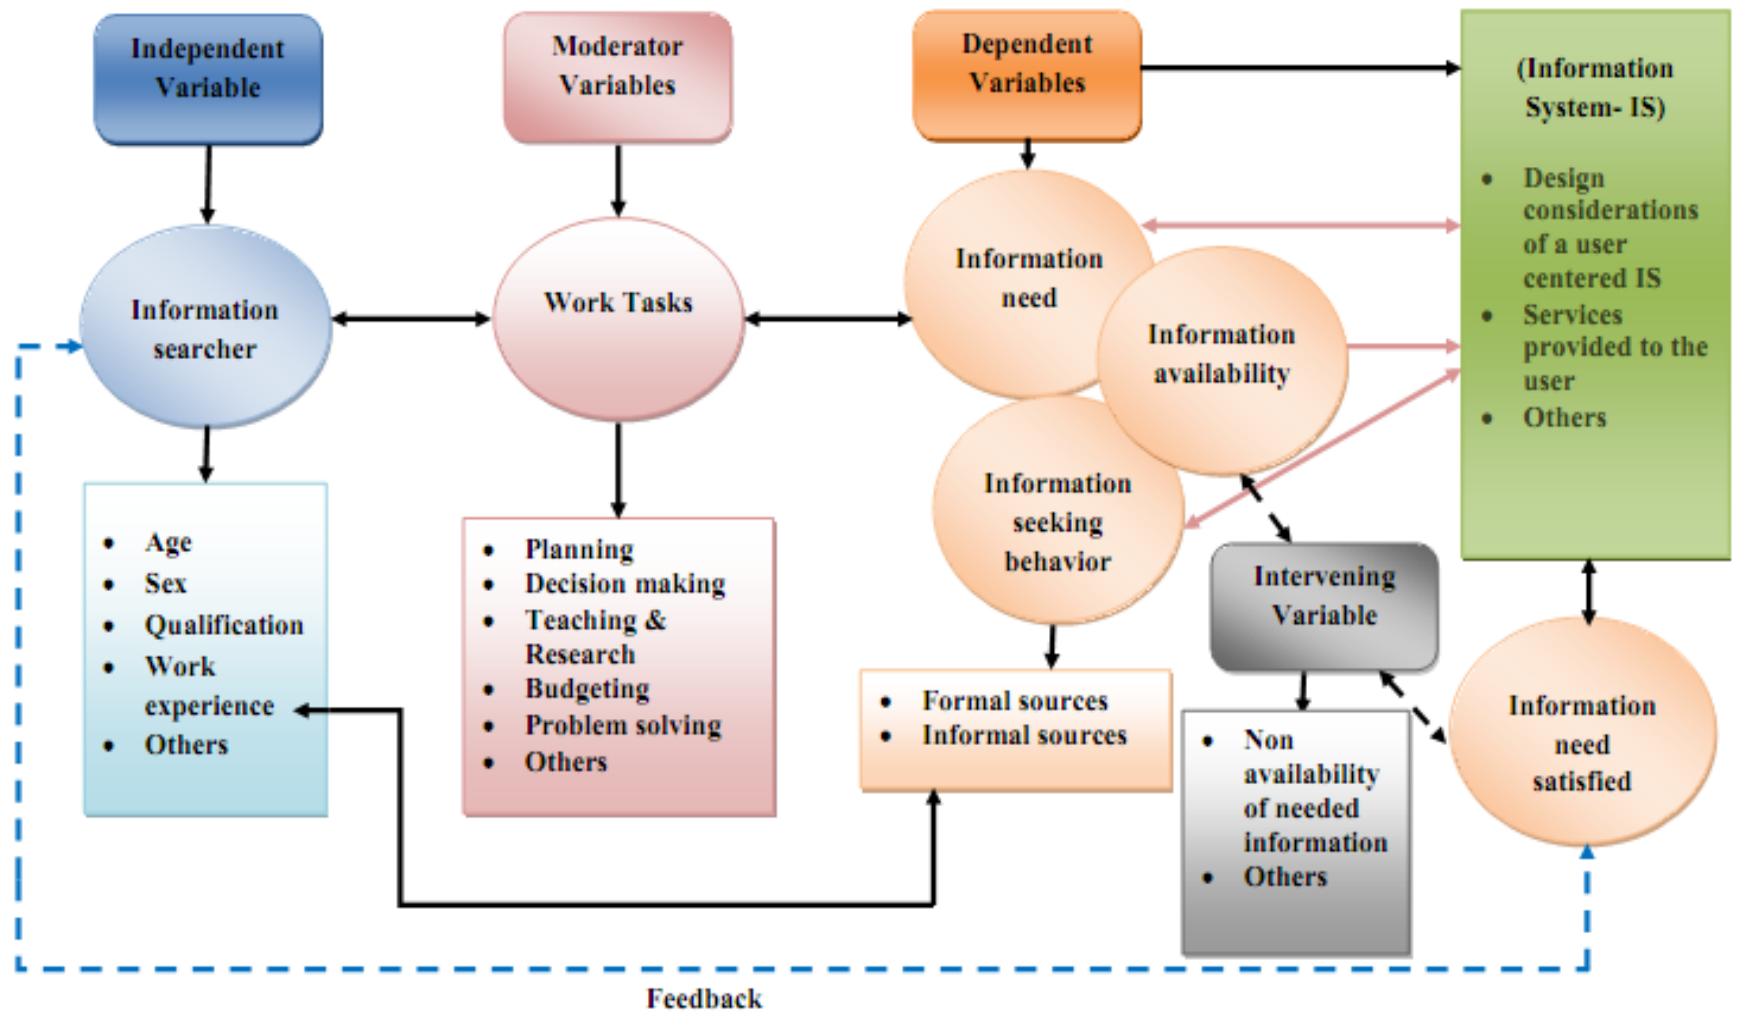 Independent
Variable
Moderator
Variables
Dependent
Variables
(Information
System- IS)
• Design
considerations
of a user
centered IS
• Services
provided to the
user
• Others
Information
searcher
Work Tasks
Information
need
Information
availability
Information
seeking
behavior
• Age
• Sex
• Qualification
• Work
experience
• Others
• Planning
• Decision making
• Teaching &
Research
• Budgeting
• Problem solving
• Others
• Formal sources
• Informal sources
Intervening
Variable
• Non
availability
of needed
information
• Others
Information
need
satisfied
Feedback